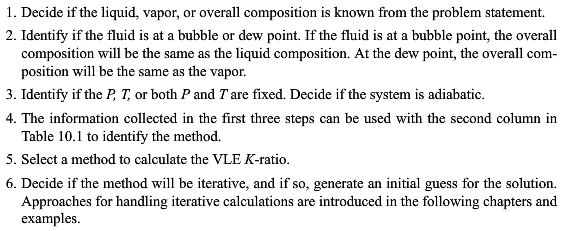 1. Decide if the liquid, vapor, or overall composition is known from the problem statement.
2. Identify if the fluid is at a bubble or dew point. If the fluid is at a bubble point, the overall
composition will be the same as the liquid composition. At the dew point, the overall com-
position will be the same as the vapor.
3. Identify if the P, T, or both P and T are fixed. Decide if the system is adiabatic.
4. The information collected in the first three steps can be used with the second column in
Table 10.1 to identify the method.
5. Select a method to calculate the VLE K-ratio.
6. Decide if the method will be iterative, and if so, generate an initial guess for the solution.
Approaches for handling iterative calculations are introduced in the following chapters and
examples.